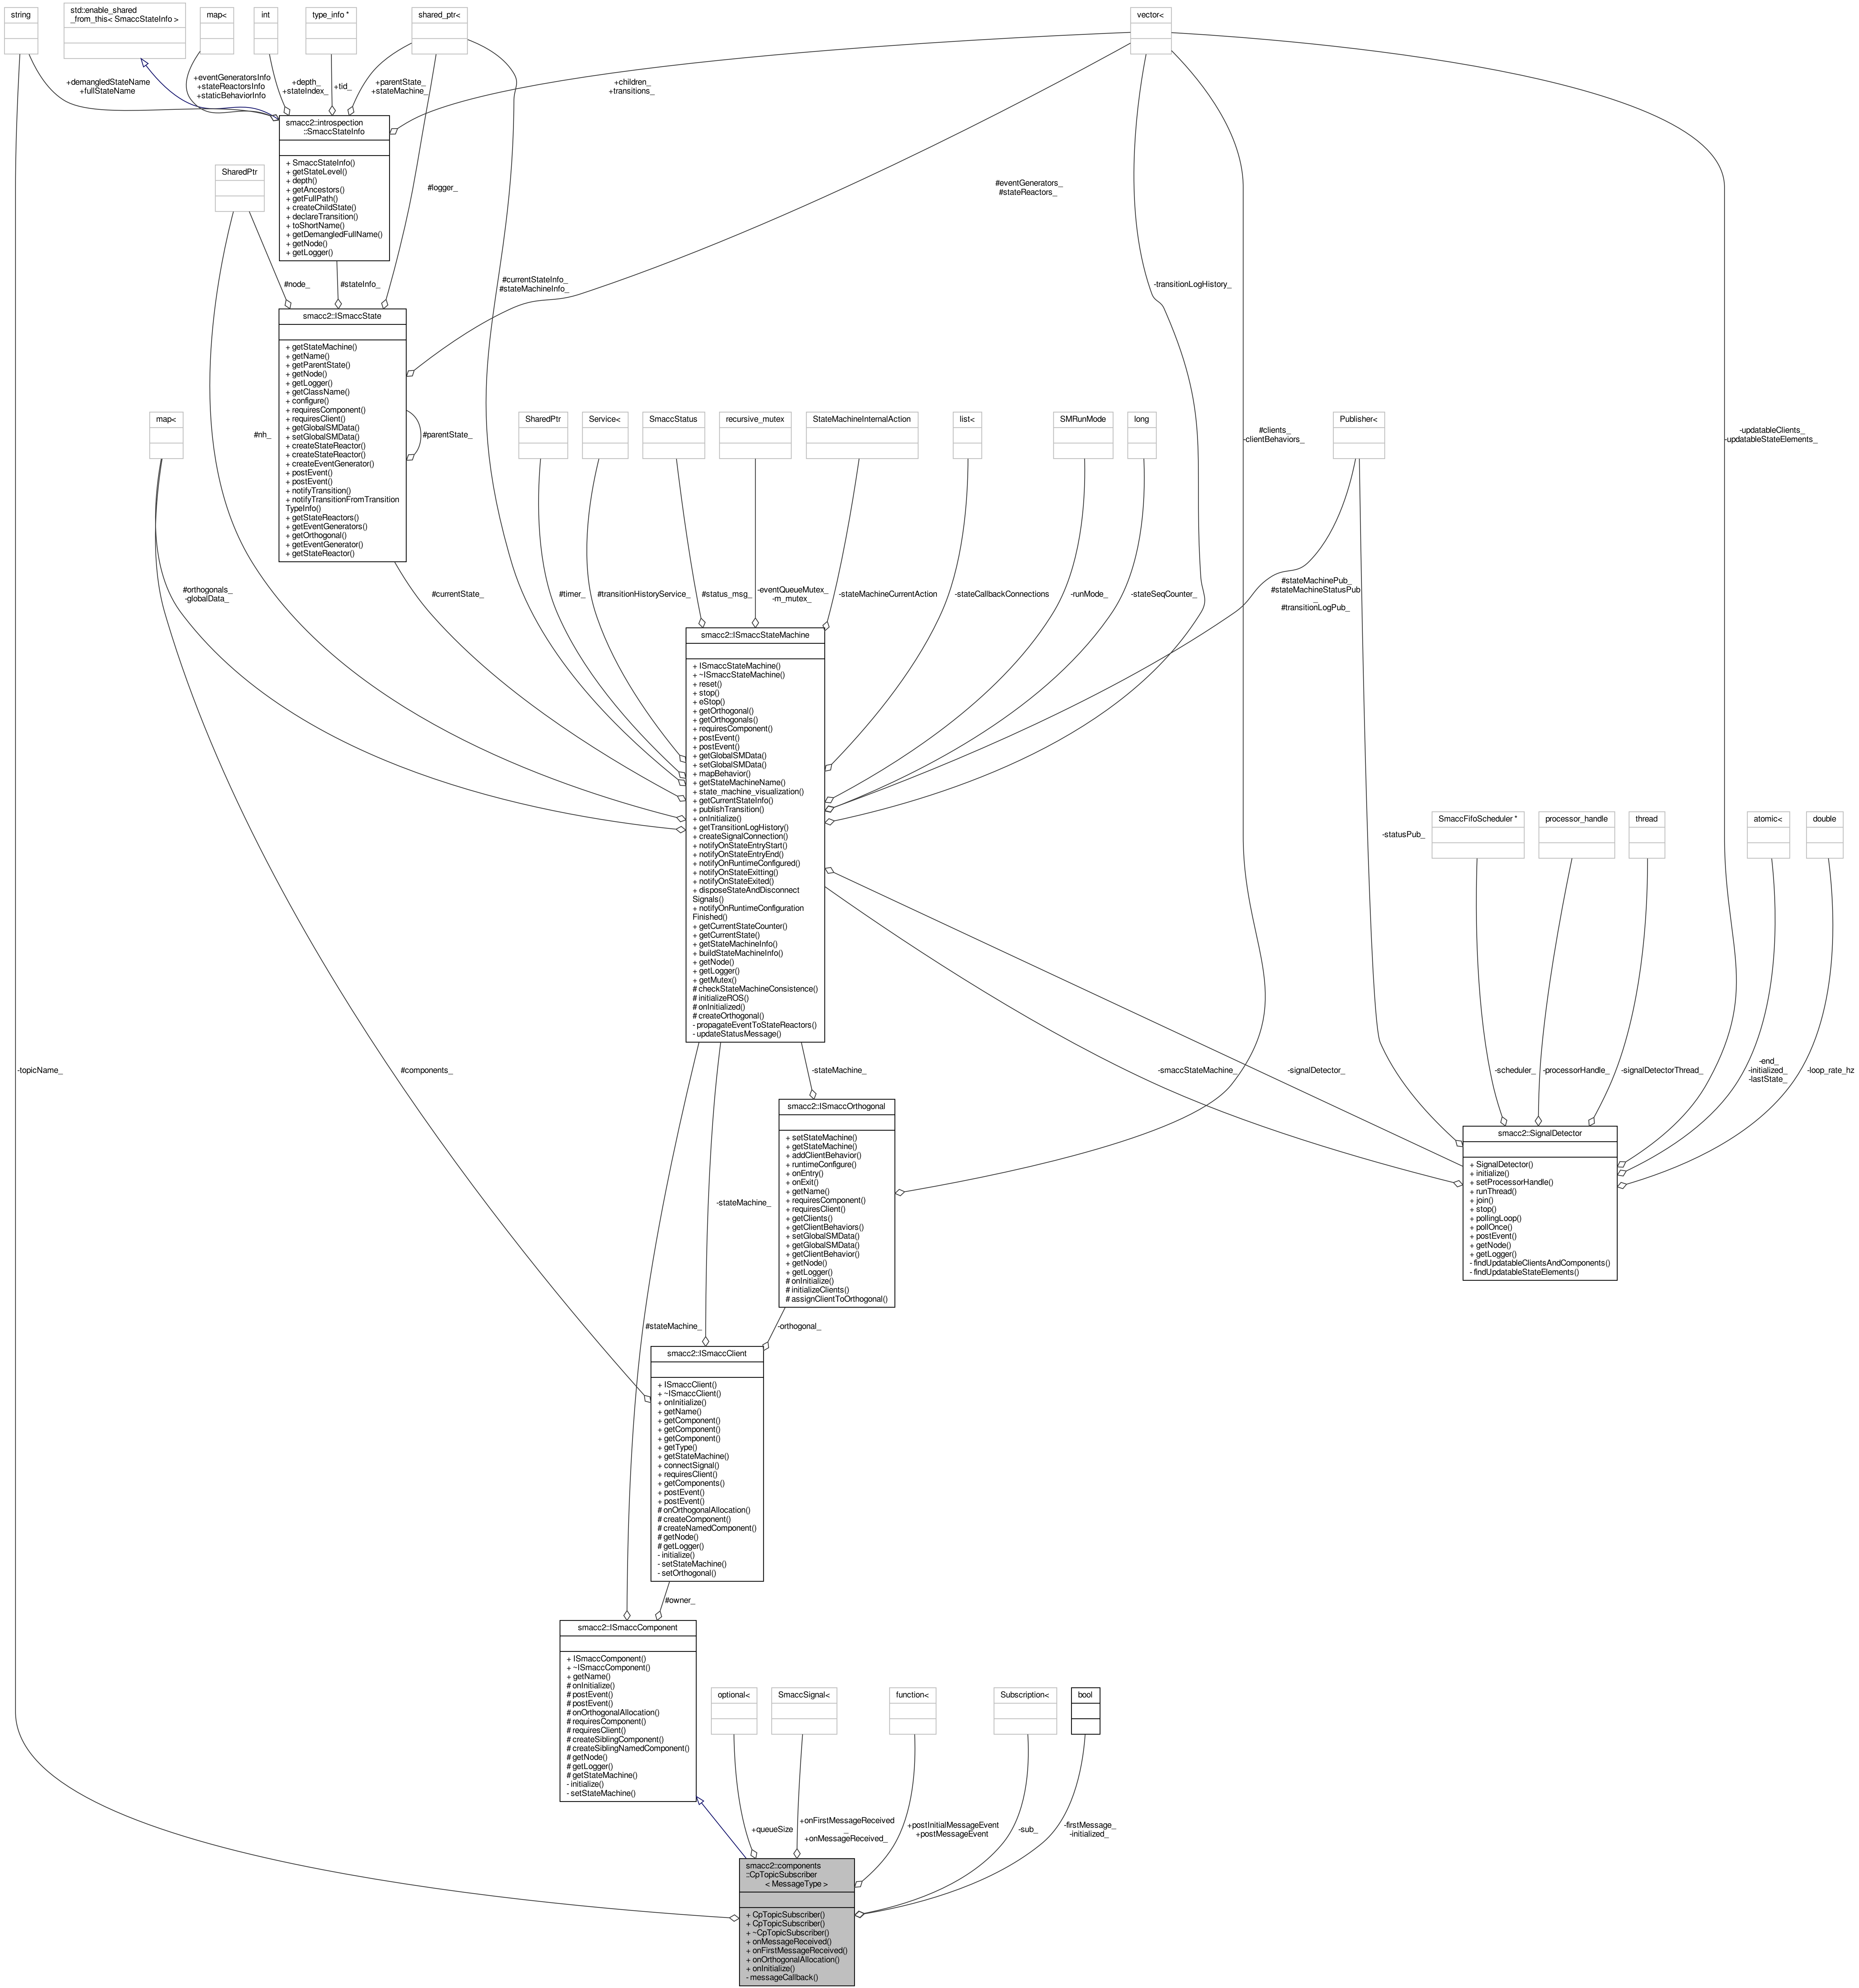 string
std::enable_shared
_from_this< SmaccStateInfo >
map<
int
type_info *
shared_ptr<
vector<
+demangledStateName
+fullStateName
+eventGeneratorsInfo
+stateReactorsInfo
+staticBehaviorInfo
+depth_
+stateIndex_
+tid_
+parentState_
+stateMachine_
+children_
+transitions_
smacc2::introspection
::SmaccStateInfo
+ SmaccStateInfo()
+ getStateLevel()
+ depth()
+ getAncestors()
+ getFullPath()
+ createChildState()
+ declareTransition()
+ toShortName()
+ getDemangledFullName()
+ getNode()
+ getLogger()
SharedPtr
#logger_
#eventGenerators_
#stateReactors_
#node_
#stateInfo_
#currentStateInfo_
#stateMachineInfo_
-transitionLogHistory_
smacc2::ISmaccState
+ getStateMachine()
+ getName()
+ getParentState()
+ getNode()
+ getLogger()
+ getClassName()
+ configure()
+ requiresComponent()
+ requiresClient()
+ getGlobalSMData()
+ setGlobalSMData()
+ createStateReactor()
+ createStateReactor()
+ createEventGenerator()
+ postEvent()
+ postEvent()
+ notifyTransition()
+ notifyTransitionFromTransition
TypeInfo()
+ getStateReactors()
+ getEventGenerators()
+ getOrthogonal()
+ getEventGenerator()
+ getStateReactor()
map<
#nh_
#parentState_
SharedPtr
Service<
SmaccStatus
recursive_mutex
StateMachineInternalAction
list<
SMRunMode
long
#clients_
-clientBehaviors_
Publisher<
-updatableClients_
-updatableStateElements_
#orthogonals_
-globalData_
#currentState_
#timer_
#transitionHistoryService_
#status_msg_
-eventQueueMutex_
-m_mutex_
-stateMachineCurrentAction
-stateCallbackConnections
-runMode_
-stateSeqCounter_
#stateMachinePub_
#stateMachineStatusPub
_
#transitionLogPub_
smacc2::ISmaccStateMachine
+ ISmaccStateMachine()
+ ~ISmaccStateMachine()
+ reset()
+ stop()
+ eStop()
+ getOrthogonal()
+ getOrthogonals()
+ requiresComponent()
+ postEvent()
+ postEvent()
+ getGlobalSMData()
+ setGlobalSMData()
+ mapBehavior()
+ getStateMachineName()
+ state_machine_visualization()
+ getCurrentStateInfo()
+ publishTransition()
+ onInitialize()
+ getTransitionLogHistory()
+ createSignalConnection()
+ notifyOnStateEntryStart()
+ notifyOnStateEntryEnd()
+ notifyOnRuntimeConfigured()
+ notifyOnStateExitting()
+ notifyOnStateExited()
+ disposeStateAndDisconnect
Signals()
+ notifyOnRuntimeConfiguration
Finished()
+ getCurrentStateCounter()
+ getCurrentState()
+ getStateMachineInfo()
+ buildStateMachineInfo()
+ getNode()
+ getLogger()
+ getMutex()
# checkStateMachineConsistence()
# initializeROS()
# onInitialized()
# createOrthogonal()
- propagateEventToStateReactors()
- updateStatusMessage()
-statusPub_
SmaccFifoScheduler *
processor_handle
thread
atomic<
double
-topicName_
#components_
-stateMachine_
-smaccStateMachine_
-signalDetector_
-scheduler_
-processorHandle_
-signalDetectorThread_
-end_
-initialized_
-lastState_
-loop_rate_hz
smacc2::ISmaccOrthogonal
+ setStateMachine()
+ getStateMachine()
+ addClientBehavior()
+ runtimeConfigure()
+ onEntry()
+ onExit()
+ getName()
+ requiresComponent()
+ requiresClient()
+ getClients()
+ getClientBehaviors()
+ setGlobalSMData()
+ getGlobalSMData()
+ getClientBehavior()
+ getNode()
+ getLogger()
# onInitialize()
# initializeClients()
# assignClientToOrthogonal()
smacc2::SignalDetector
+ SignalDetector()
+ initialize()
+ setProcessorHandle()
+ runThread()
+ join()
+ stop()
+ pollingLoop()
+ pollOnce()
+ postEvent()
+ getNode()
+ getLogger()
- findUpdatableClientsAndComponents()
- findUpdatableStateElements()
-stateMachine_
#stateMachine_
-orthogonal_
smacc2::ISmaccClient
+ ISmaccClient()
+ ~ISmaccClient()
+ onInitialize()
+ getName()
+ getComponent()
+ getComponent()
+ getComponent()
+ getType()
+ getStateMachine()
+ connectSignal()
+ requiresClient()
+ getComponents()
+ postEvent()
+ postEvent()
# onOrthogonalAllocation()
# createComponent()
# createNamedComponent()
# getNode()
# getLogger()
- initialize()
- setStateMachine()
- setOrthogonal()
#owner_
smacc2::ISmaccComponent
+ ISmaccComponent()
+ ~ISmaccComponent()
+ getName()
# onInitialize()
# postEvent()
# postEvent()
# onOrthogonalAllocation()
# requiresComponent()
# requiresClient()
# createSiblingComponent()
# createSiblingNamedComponent()
# getNode()
# getLogger()
# getStateMachine()
- initialize()
- setStateMachine()
optional<
SmaccSignal<
function<
Subscription<
bool
+queueSize
+onFirstMessageReceived
_
+onMessageReceived_
+postInitialMessageEvent
+postMessageEvent
-sub_
-firstMessage_
-initialized_
smacc2::components
::CpTopicSubscriber
< MessageType >
+ CpTopicSubscriber()
+ CpTopicSubscriber()
+ ~CpTopicSubscriber()
+ onMessageReceived()
+ onFirstMessageReceived()
+ onOrthogonalAllocation()
+ onInitialize()
- messageCallback()